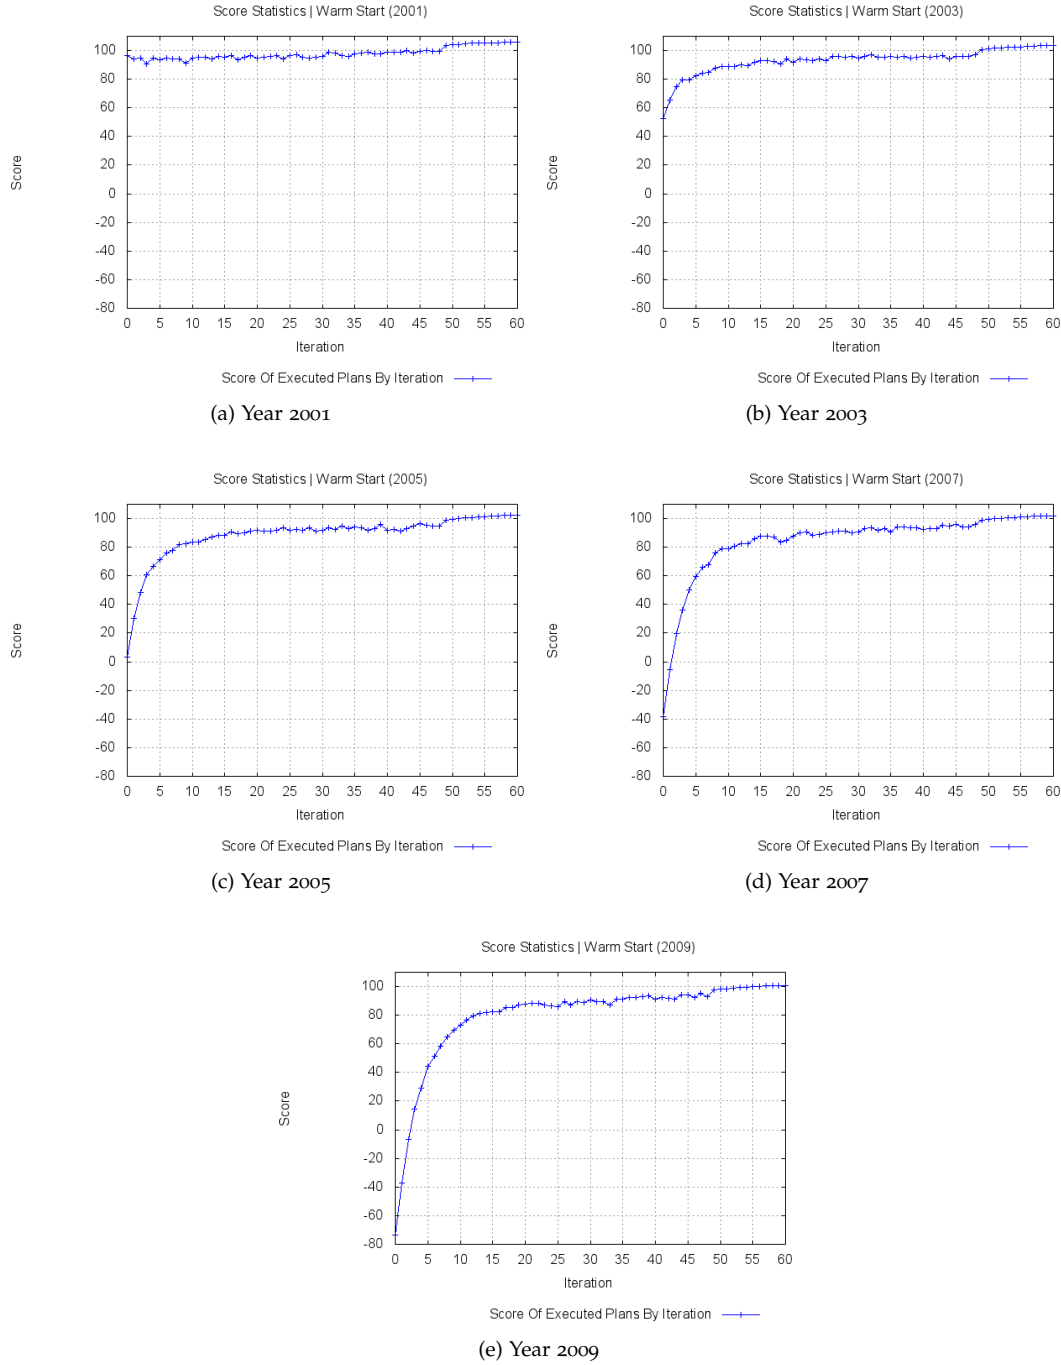 Score Statistics | Warm Start (2001)
Score
100
80
60
40
20
0
-20
-40
-60
-80
0 5 10 15 20 25 30 35 40 45 50 55 60
Iteration
Score Of Executed Plans By Iteration
(a) Year 2001
Score Statistics | Warm Start (2003)
Score
100
80
60
40
20
0
-20
-40
-60
-80
0 5 10 15 20 25 30 35 40 45 50 55 60
Iteration
Score Of Executed Plans By Iteration
(b) Year 2003
Score Statistics | Warm Start (2005)
Score
100
80
60
40
20
0
-20
-40
-60
-80
0 5 10 15 20 25 30 35 40 45 50 55 60
Iteration
Score Of Executed Plans By Iteration
(c) Year 2005
Score Statistics | Warm Start (2007)
Score
100
80
60
40
20
0
-20
-40
-60
-80
0 5 10 15 20 25 30 35 40 45 50 55 60
Iteration
Score Of Executed Plans By Iteration
(d) Year 2007
Score Statistics | Warm Start (2009)
Score
100
80
60
40
20
0
-20
-40
-60
-80
0 5 10 15 20 25 30 35 40 45 50 55 60
Iteration
Score Of Executed Plans By Iteration
(e) Year 2009